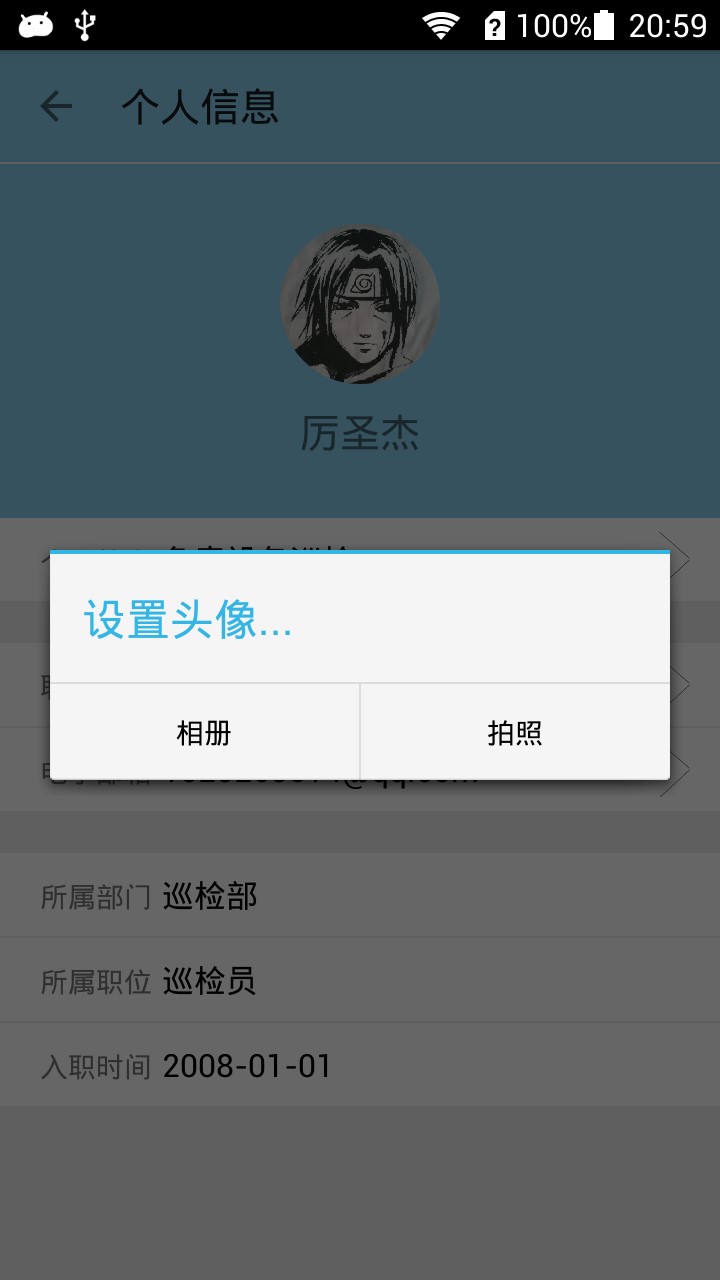 100% 20:59
个人信息
厉圣杰
设置头像...
相册 拍照
所属部门 巡检部
所属职位 巡检员
入职时间 2008-01-01